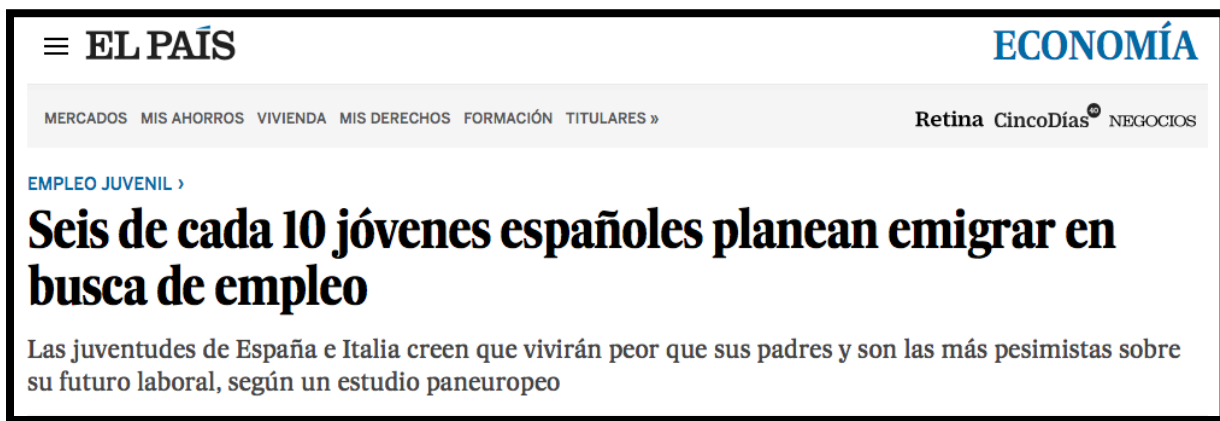 EL PAÍS ECONOMÍA
MERCADOS MIS AHORROS VIVIENDA MIS DERECHOS FORMACIÓN TITULARES » Retina CincoDías 40 NEGOCIOS
EMPLEO JUVENIL ›
Seis de cada 10 jóvenes españoles planean emigrar en
busca de empleo
Las juventudes de España e Italia creen que vivirán peor que sus padres y son las más pesimistas sobre
su futuro laboral, según un estudio paneuropeo